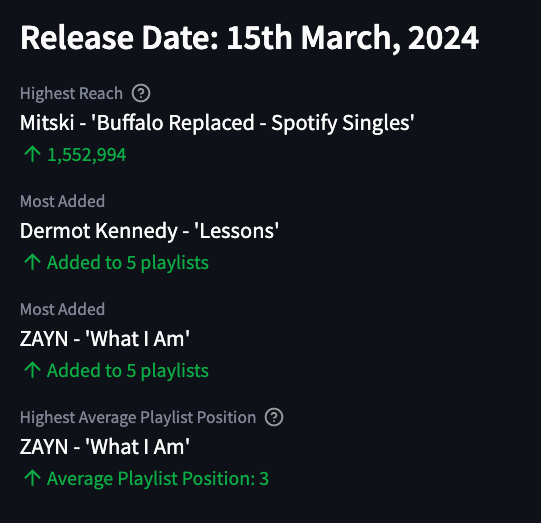 Release Date: 15th March, 2024
Highest Reach ?
Mitski - 'Buffalo Replaced - Spotify Singles'
↑ 1,552,994
Most Added
Dermot Kennedy - 'Lessons'
↑ Added to 5 playlists
Most Added
ZAYN - 'What I Am'
↑ Added to 5 playlists
Highest Average Playlist Position ?
ZAYN - 'What I Am'
↑ Average Playlist Position: 3